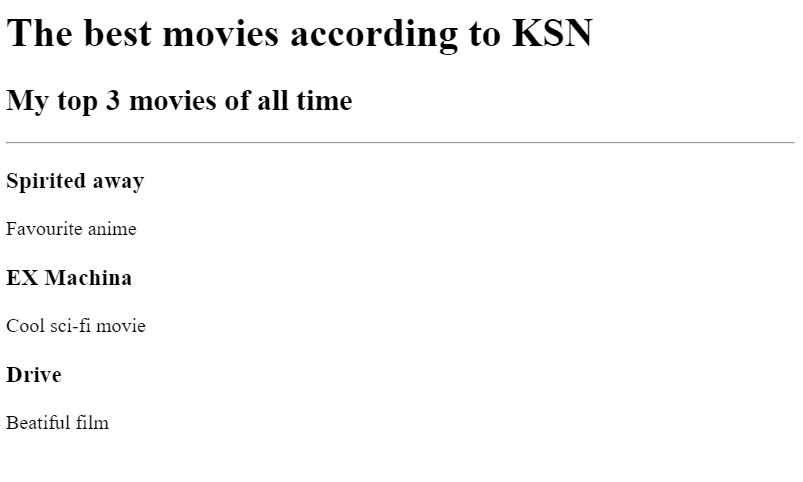 The best movies according to KSN
My top 3 movies of all time
Spirited away
Favourite anime
EX Machina
Cool sci-fi movie
Drive
Beatiful film